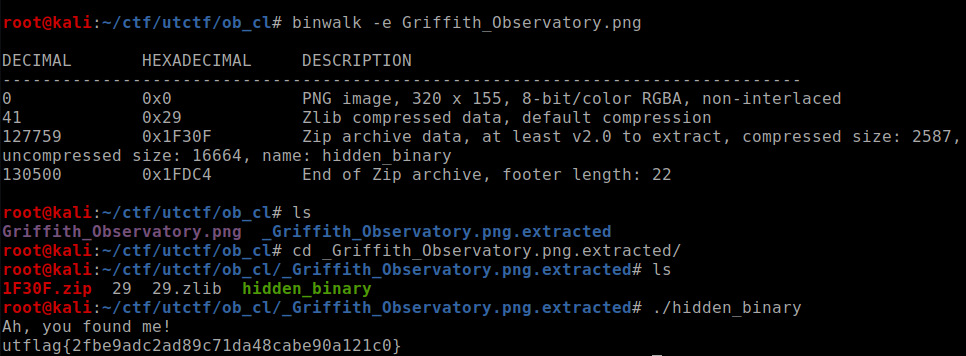 root@kali:~/ctf/utctf/ob_cl# binwalk -e Griffith_Observatory.png
DECIMAL       HEXADECIMAL     DESCRIPTION
--------------------------------------------------------------------------------
0             0x0             PNG image, 320 x 155, 8-bit/color RGBA, non-interlaced
41            0x29            Zlib compressed data, default compression
127759        0x1F30F         Zip archive data, at least v2.0 to extract, compressed size: 2587,
uncompressed size: 16664, name: hidden_binary
130500        0x1FDC4         End of Zip archive, footer length: 22
root@kali:~/ctf/utctf/ob_cl# ls
Griffith_Observatory.png  _Griffith_Observatory.png.extracted
root@kali:~/ctf/utctf/ob_cl# cd _Griffith_Observatory.png.extracted/
root@kali:~/ctf/utctf/ob_cl/_Griffith_Observatory.png.extracted# ls
1F30F.zip  29  29.zlib  hidden_binary
root@kali:~/ctf/utctf/ob_cl/_Griffith_Observatory.png.extracted# ./hidden_binary
Ah, you found me!
utflag{2fbe9adc2ad89c71da48cabe90a121c0}